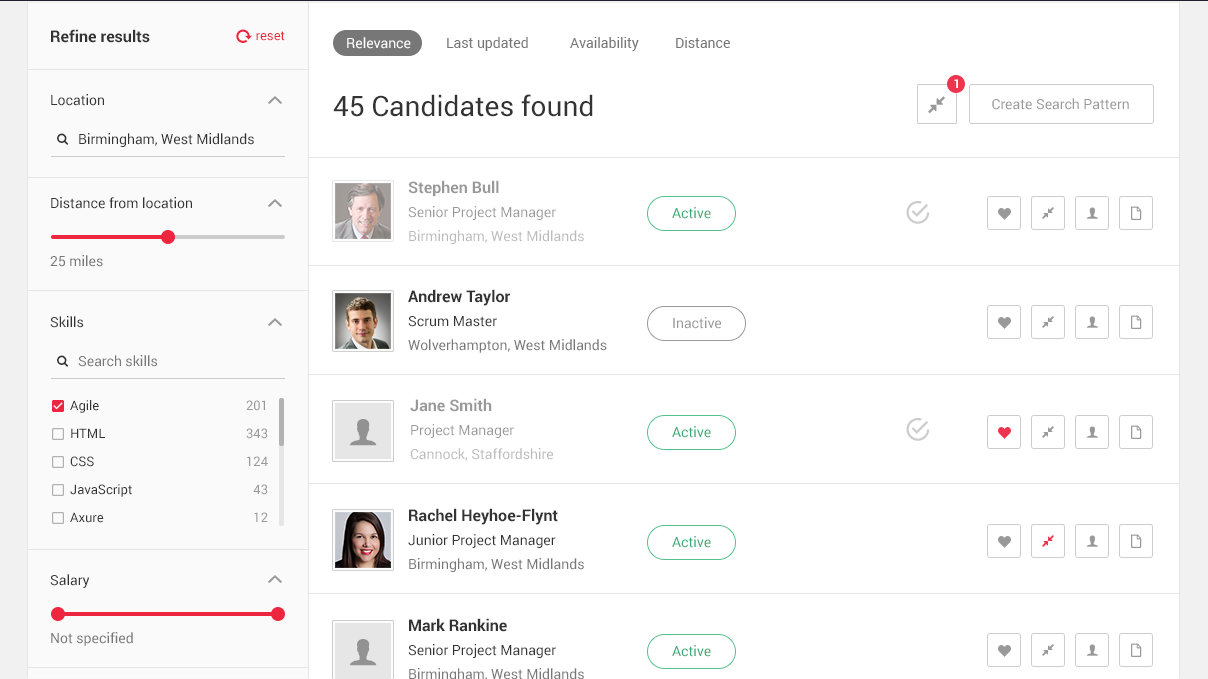 Refine results
reset
Location
Birmingham, West Midlands
Distance from location
25 miles
Skills
Search skills
Agile 201
HTML 343
CSS 124
JavaScript 43
Axure 12
Salary
Not specified
Relevance Last updated Availability Distance
45 Candidates found
1
Create Search Pattern
Stephen Bull
Senior Project Manager
Birmingham, West Midlands
Active
Andrew Taylor
Scrum Master
Wolverhampton, West Midlands
Inactive
Jane Smith
Project Manager
Cannock, Staffordshire
Active
Rachel Heyhoe-Flynt
Junior Project Manager
Birmingham, West Midlands
Active
Mark Rankine
Senior Project Manager
Birmingham, West Midlands
Active